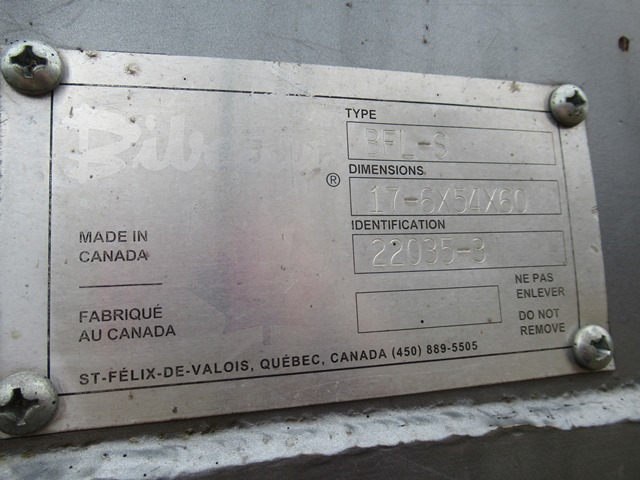 TYPE
BFL-S
DIMENSIONS
17-6X54X60
®
IDENTIFICATION
22035-3
MADE IN
CANADA
NE PAS
ENLEVER
FABRIQUÉ
AU CANADA
DO NOT
REMOVE
ST-FÉLIX-DE-VALOIS, QUÉBEC, CANADA (450) 889-5505